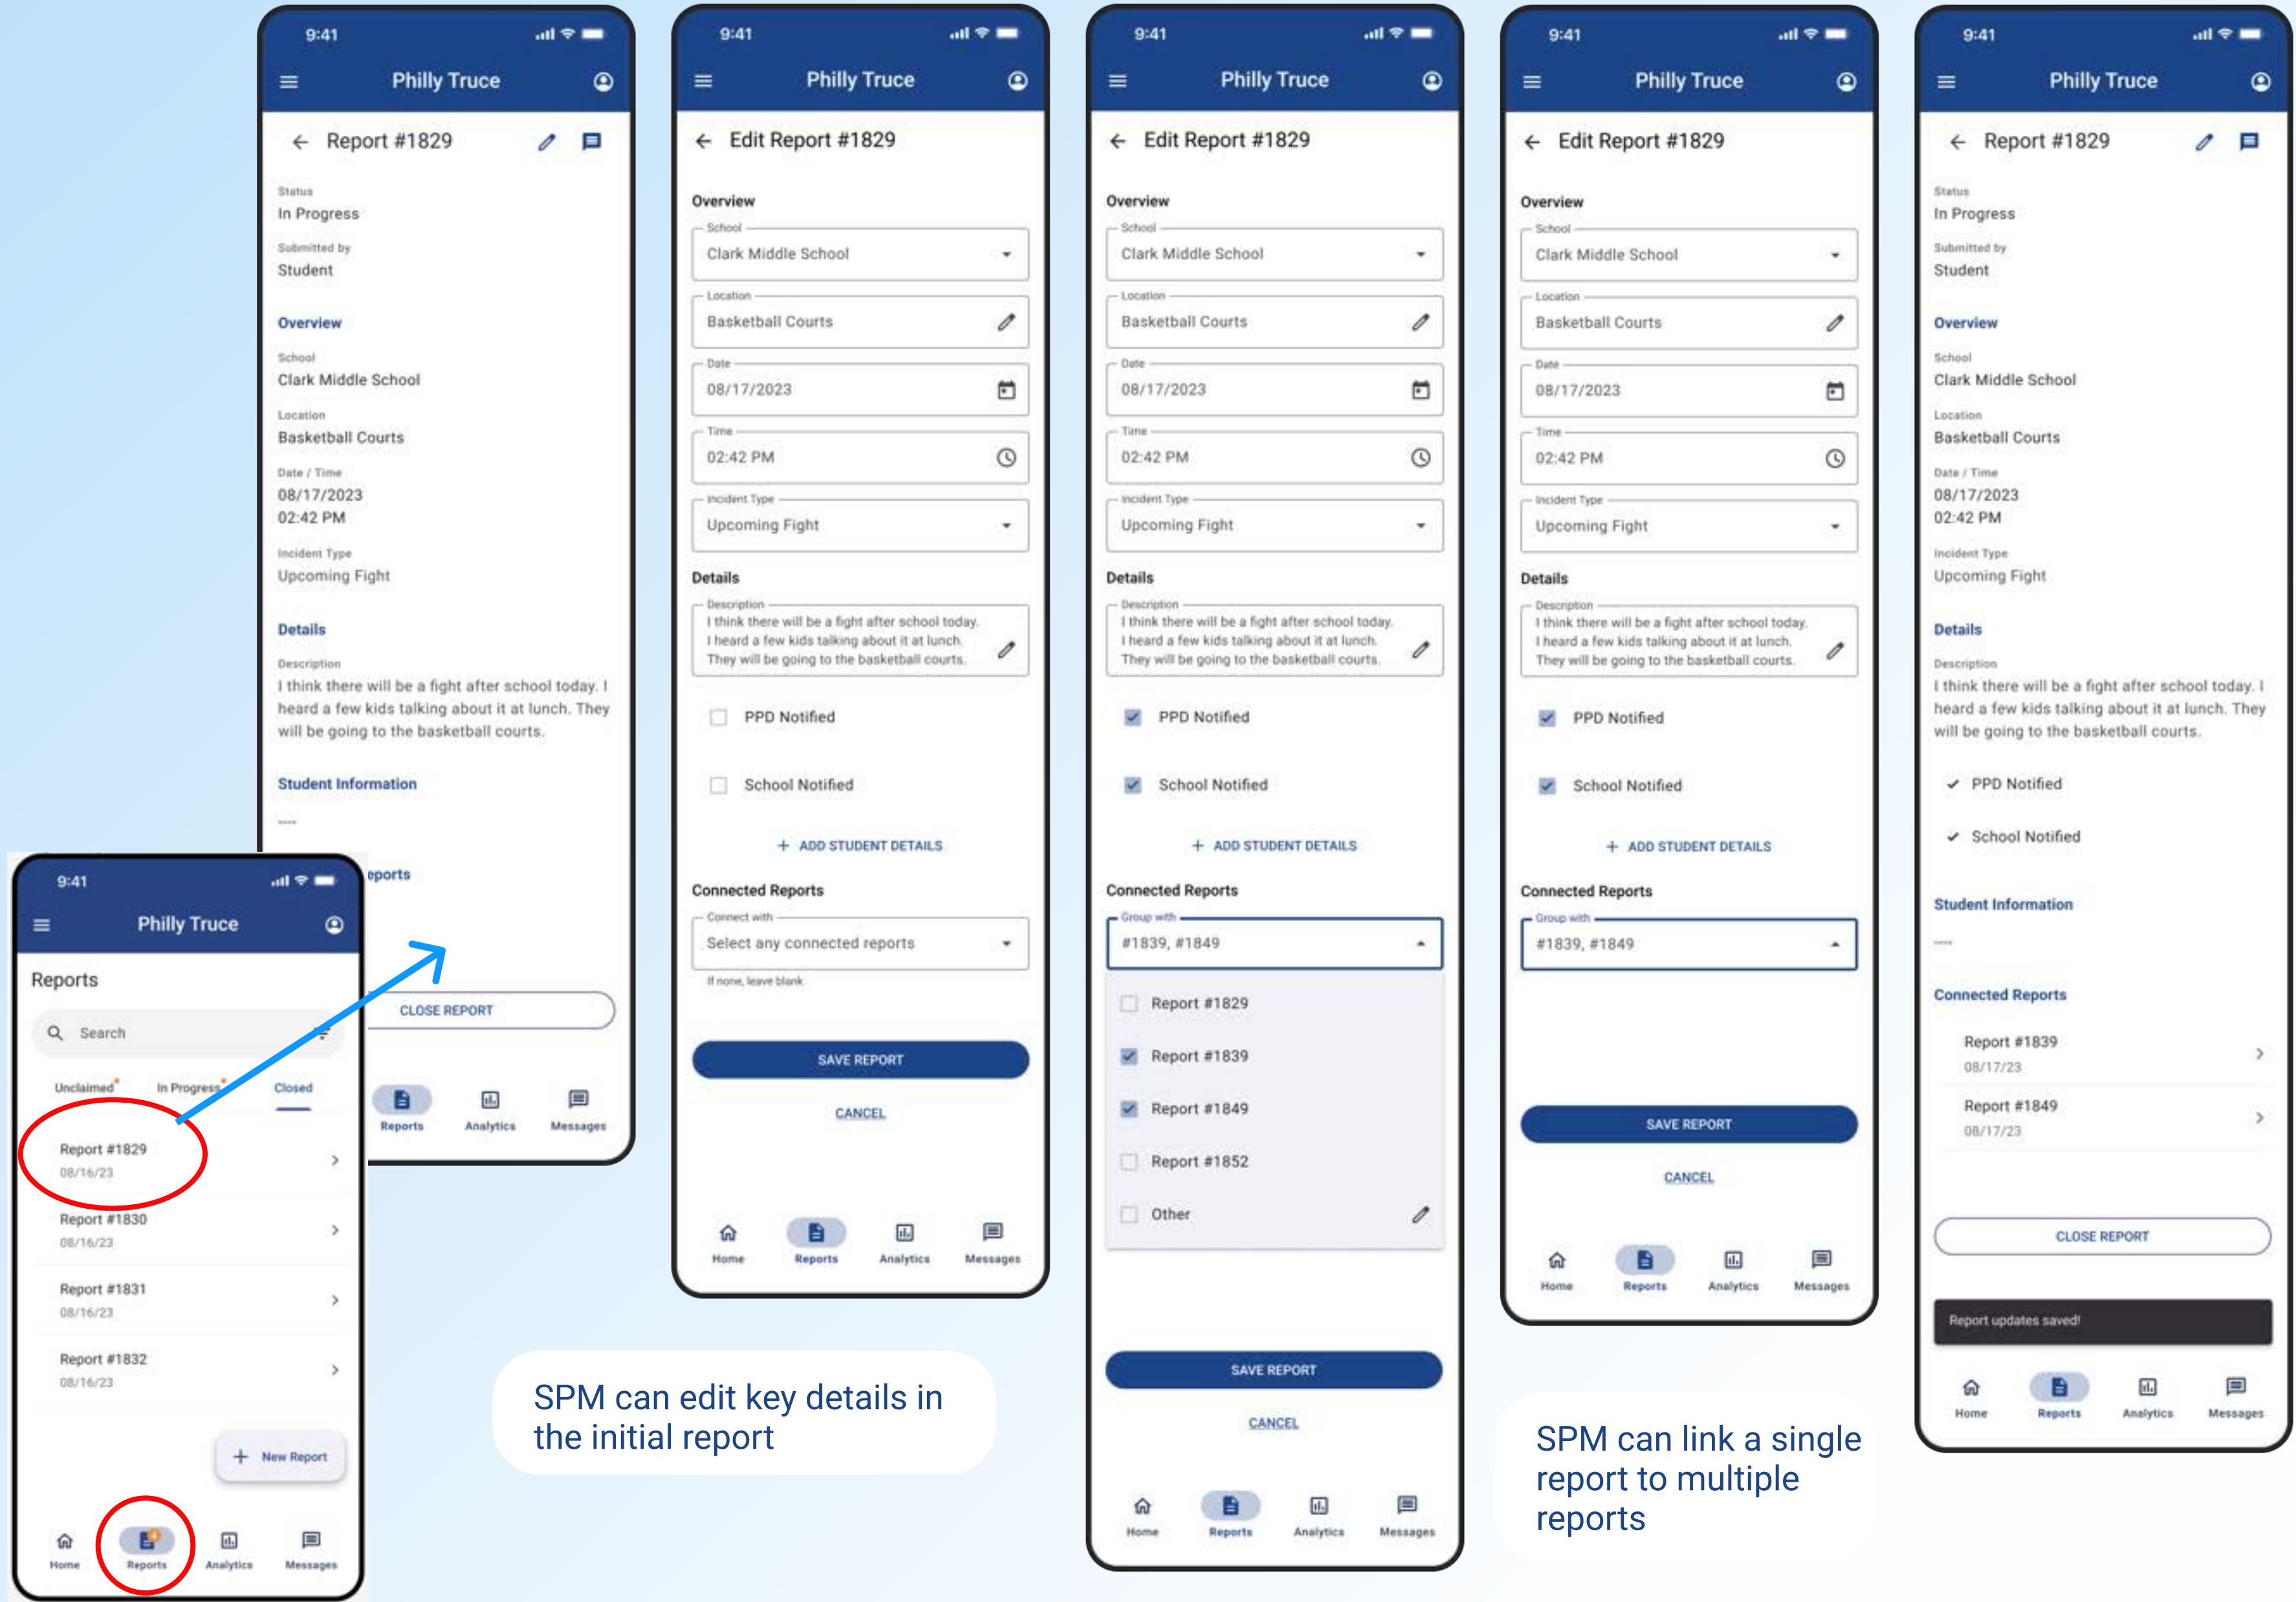 9:41
Philly Truce
Report #1829
Status
In Progress
Submitted by
Student
Overview
School
Clark Middle School
Location
Basketball Courts
Date / Time
08/17/2023
02:42 PM
Incident Type
Upcoming Fight
Details
Description
I think there will be a fight after school today. I
heard a few kids talking about it at lunch. They
will be going to the basketball courts.
Student Information
----
eports
CLOSE REPORT
Reports
Analytics
Messages
9:41
Philly Truce
Reports
Search
Unclaimed
In Progress
Closed
Report #1829
08/16/23
Report #1830
08/16/23
Report #1831
08/16/23
Report #1832
08/16/23
+ New Report
Home
Reports
Analytics
Messages
9:41
Philly Truce
Edit Report #1829
Overview
School
Clark Middle School
Location
Basketball Courts
Date
08/17/2023
Time
02:42 PM
Incident Type
Upcoming Fight
Details
Description
I think there will be a fight after school today.
I heard a few kids talking about it at lunch.
They will be going to the basketball courts.
PPD Notified
School Notified
+ ADD STUDENT DETAILS
Connected Reports
Connect with
Select any connected reports
If none, leave blank.
SAVE REPORT
CANCEL
Home
Reports
Analytics
Messages
SPM can edit key details in
the initial report
9:41
Philly Truce
Edit Report #1829
Overview
School
Clark Middle School
Location
Basketball Courts
Date
08/17/2023
Time
02:42 PM
Incident Type
Upcoming Fight
Details
Description
I think there will be a fight after school today.
I heard a few kids talking about it at lunch.
They will be going to the basketball courts.
PPD Notified
School Notified
+ ADD STUDENT DETAILS
Connected Reports
Group with
#1839, #1849
Report #1829
Report #1839
Report #1849
Report #1852
Other
SAVE REPORT
CANCEL
Home
Reports
Analytics
Messages
9:41
Philly Truce
Edit Report #1829
Overview
School
Clark Middle School
Location
Basketball Courts
Date
08/17/2023
Time
02:42 PM
Incident Type
Upcoming Fight
Details
Description
I think there will be a fight after school today.
I heard a few kids talking about it at lunch.
They will be going to the basketball courts.
PPD Notified
School Notified
+ ADD STUDENT DETAILS
Connected Reports
Group with
#1839, #1849
SAVE REPORT
CANCEL
Home
Reports
Analytics
Messages
SPM can link a single
report to multiple
reports
9:41
Philly Truce
Report #1829
Status
In Progress
Submitted by
Student
Overview
School
Clark Middle School
Location
Basketball Courts
Date / Time
08/17/2023
02:42 PM
Incident Type
Upcoming Fight
Details
Description
I think there will be a fight after school today. I
heard a few kids talking about it at lunch. They
will be going to the basketball courts.
PPD Notified
School Notified
Student Information
----
Connected Reports
Report #1839
08/17/23
Report #1849
08/17/23
CLOSE REPORT
Report updates saved!
Home
Reports
Analytics
Messages